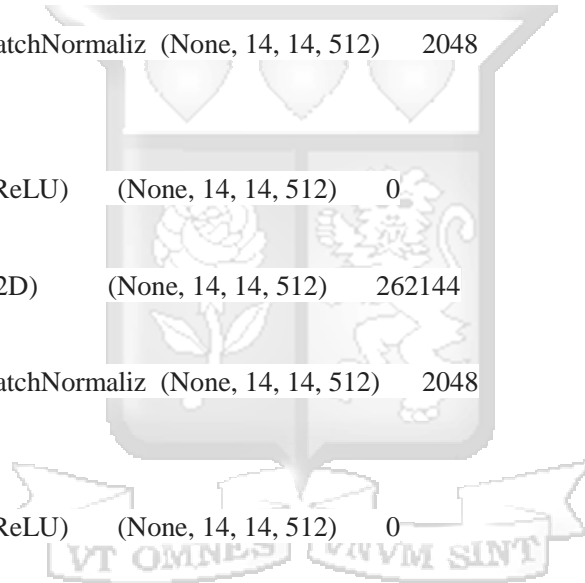 atchNormaliz (None, 14, 14, 512) 2048
ReLU) (None, 14, 14, 512) 0
2D) (None, 14, 14, 512) 262144
atchNormaliz (None, 14, 14, 512) 2048
ReLU) (None, 14, 14, 512) 0
VT OMNES VNVM SINT